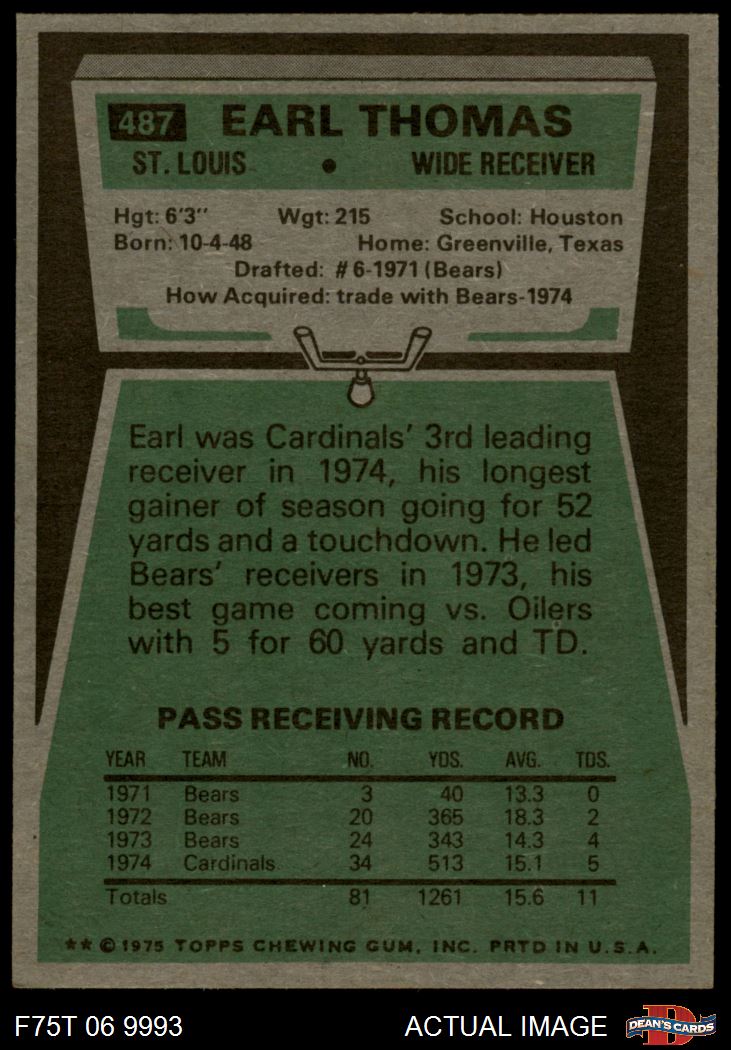 487 EARL THOMAS
ST. LOUIS • WIDE RECEIVER
Hgt: 6'3" Wgt: 215 School: Houston
Born: 10-4-48 Home: Greenville, Texas
Drafted: #6-1971 (Bears)
How Acquired: trade with Bears-1974
Earl was Cardinals' 3rd leading
receiver in 1974, his longest
gainer of season going for 52
yards and a touchdown. He led
Bears' receivers in 1973, his
best game coming vs. Oilers
with 5 for 60 yards and TD.
PASS RECEIVING RECORD
YEAR TEAM NO. YDS. AVG. TDS.
1971 Bears 3 40 13.3 0
1972 Bears 20 365 18.3 2
1973 Bears 24 343 14.3 4
1974 Cardinals 34 513 15.1 5
Totals 81 1261 15.6 11
** © 1975 TOPPS CHEWING GUM, INC. PRTD IN U.S.A.
F75T 06 9993 ACTUAL IMAGE D DEAN'S CARDS